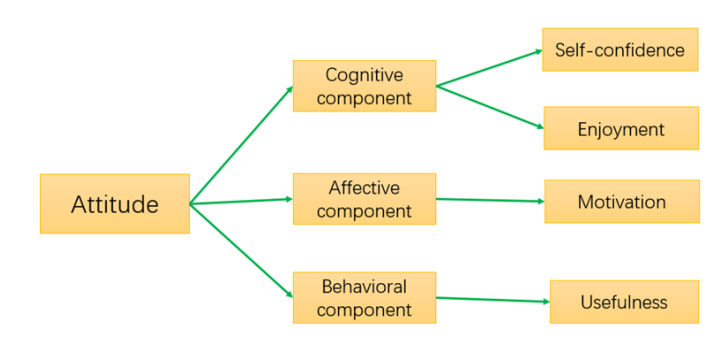 Attitude
Cognitive
component
Self-confidence
Enjoyment
Affective
component
Motivation
Behavioral
component
Usefulness